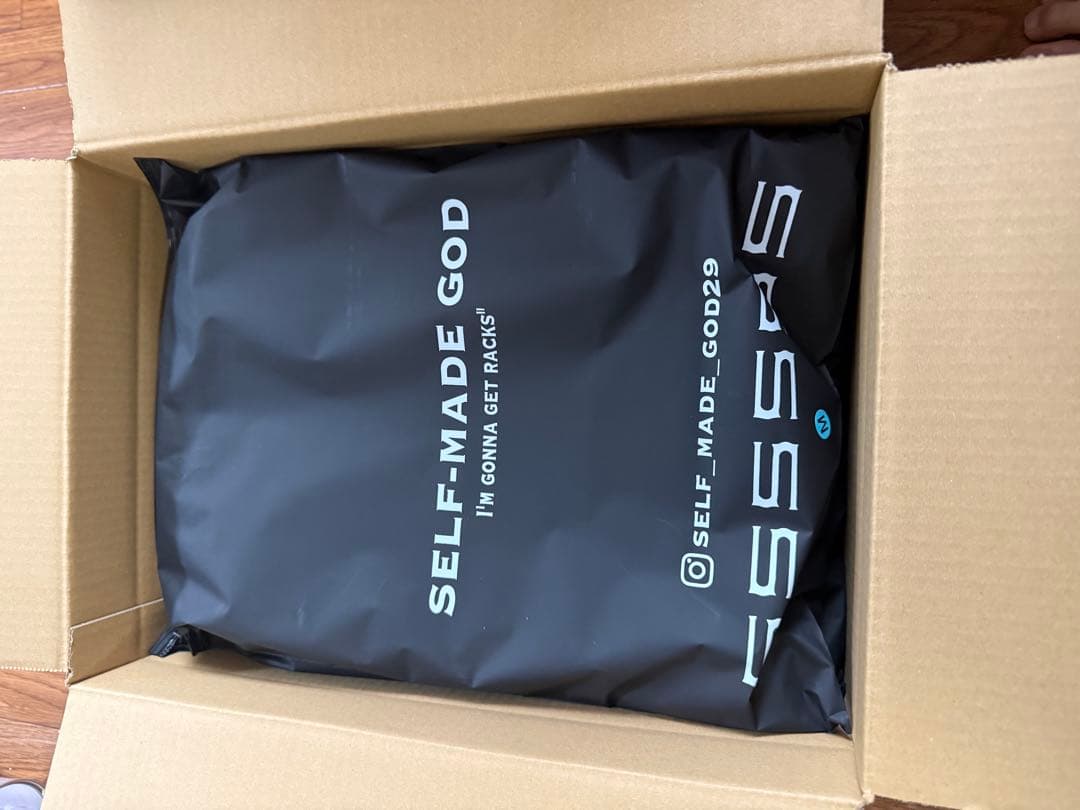 SELF-MADE GOD
I'M GONNA GET RACKS"
SELF_MADE_GOD29
M